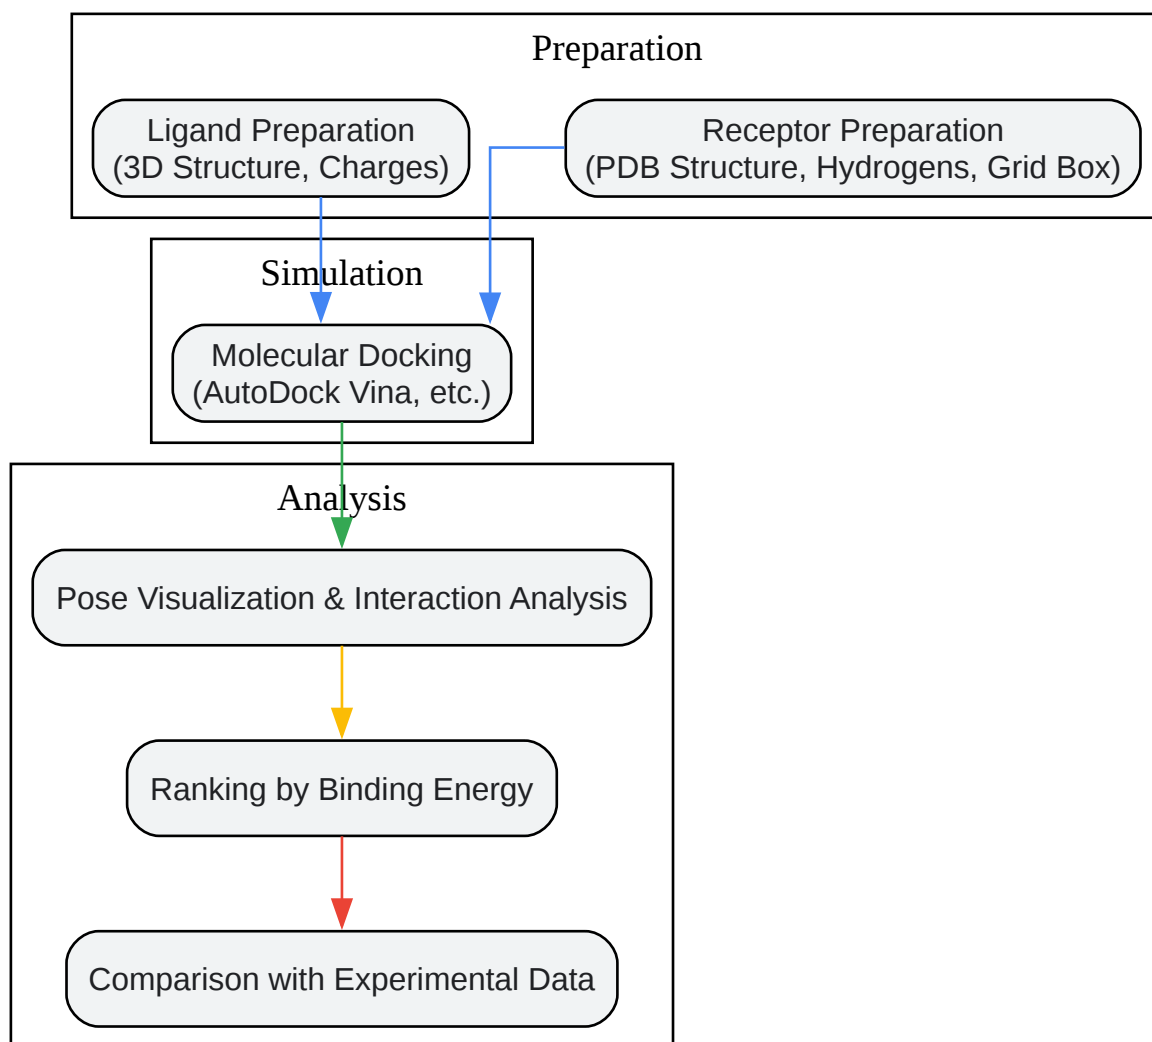 Preparation
Ligand Preparation
(3D Structure, Charges)
Receptor Preparation
(PDB Structure, Hydrogens, Grid Box)
Simulation
Molecular Docking
(AutoDock Vina, etc.)
Analysis
Pose Visualization & Interaction Analysis
Ranking by Binding Energy
Comparison with Experimental Data